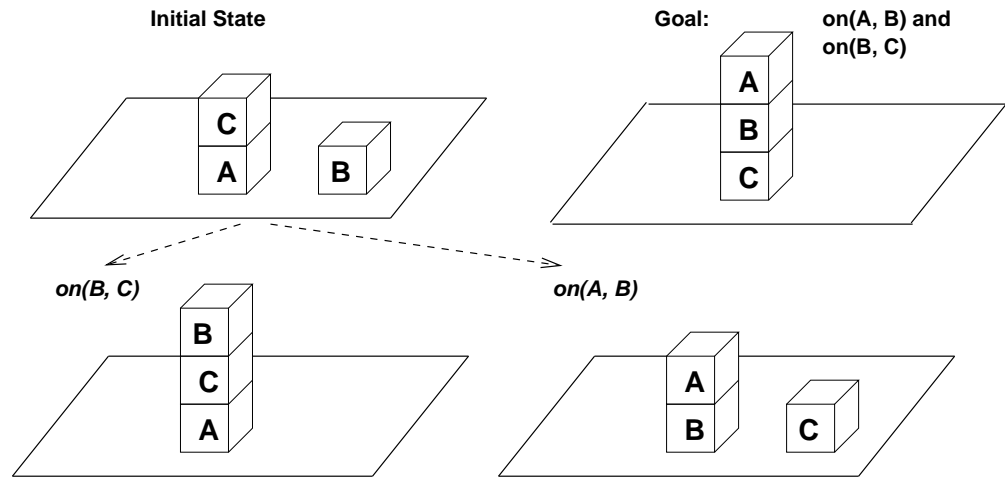 Initial State
Goal: on(A, B) and
on(B, C)
C
A
B
A
B
C
on(B, C)
on(A, B)
B
C
A
A
B
C